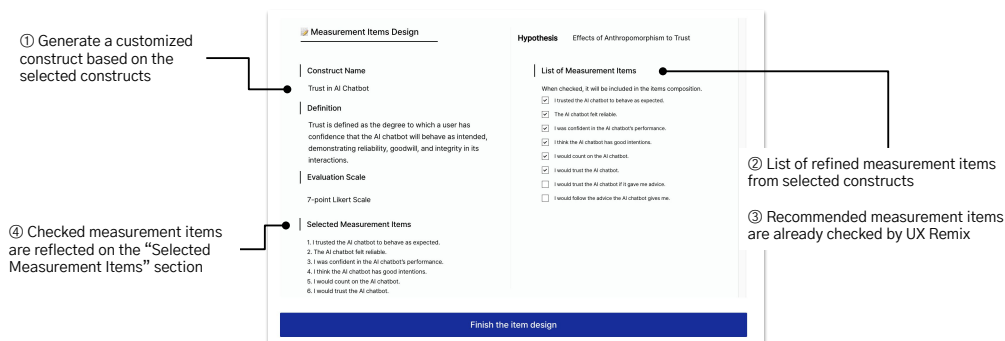 ① Generate a customized
construct based on the
selected constructs
④ Checked measurement items
are reflected on the “Selected
Measurement Items” section
📝 Measurement Items Design
Construct Name
Trust in AI Chatbot
Definition
Trust is defined as the degree to which a user has
confidence that the AI chatbot will behave as intended,
demonstrating reliability, goodwill, and integrity in its
interactions.
Evaluation Scale
7-point Likert Scale
Selected Measurement Items
1. I trusted the AI chatbot to behave as expected.
2. The AI chatbot felt reliable.
3. I was confident in the AI chatbot's performance.
4. I think the AI chatbot has good intentions.
5. I would count on the AI chatbot.
6. I would trust the AI chatbot.
Hypothesis Effects of Anthropomorphism to Trust
List of Measurement Items
When checked, it will be included in the items composition.
I trusted the AI chatbot to behave as expected.
The AI chatbot felt reliable.
I was confident in the AI chatbot's performance.
I think the AI chatbot has good intentions.
I would count on the AI chatbot.
I would trust the AI chatbot.
I would trust the AI chatbot if it gave me advice.
I would follow the advice the AI chatbot gives me.
Finish the item design
② List of refined measurement items
from selected constructs
③ Recommended measurement items
are already checked by UX Remix